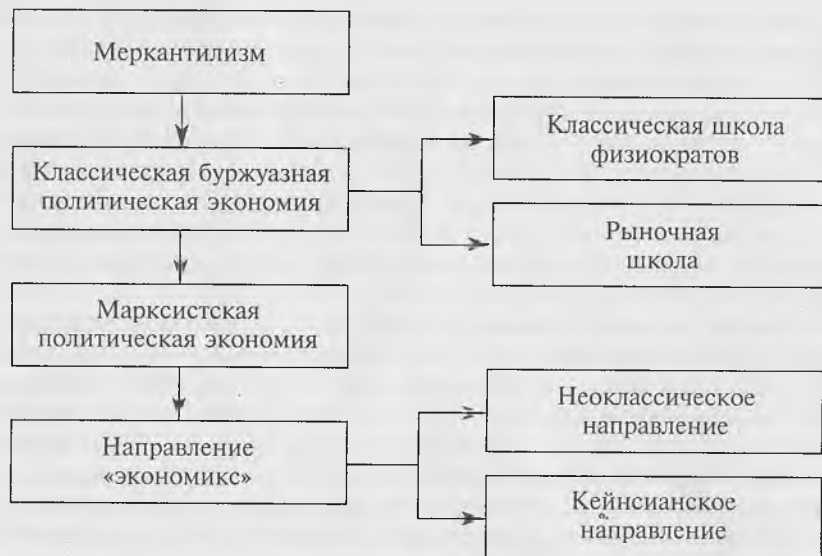 Меркантилизм
Классическая буржуазная
политическая экономия
Классическая школа
физиократов
Рыночная
школа
Марксистская
политическая экономия
Направление
«экономикс»
Неоклассическое
направление
Кейнсианское
направление